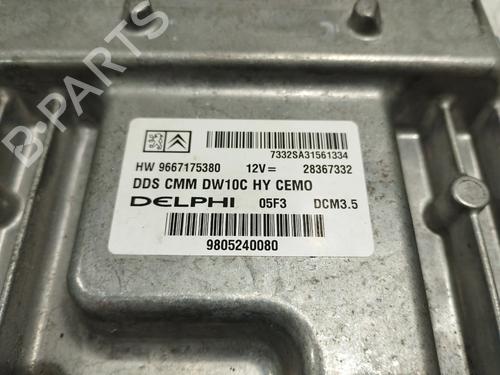 B-PARTS
7332SA31561334
HW 9667175380 12V= 28367332
DDS CMM DW10C HY CEMO
DELPHI 05F3 DCM3.5
9805240080